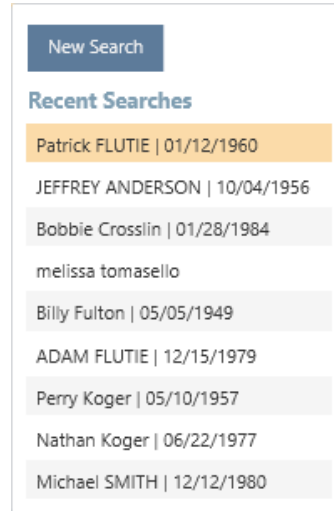 New Search
Recent Searches
Patrick FLUTIE | 01/12/1960
JEFFREY ANDERSON | 10/04/1956
Bobbie Crosslin | 01/28/1984
melissa tomasello
Billy Fulton | 05/05/1949
ADAM FLUTIE | 12/15/1979
Perry Koger | 05/10/1957
Nathan Koger | 06/22/1977
Michael SMITH | 12/12/1980